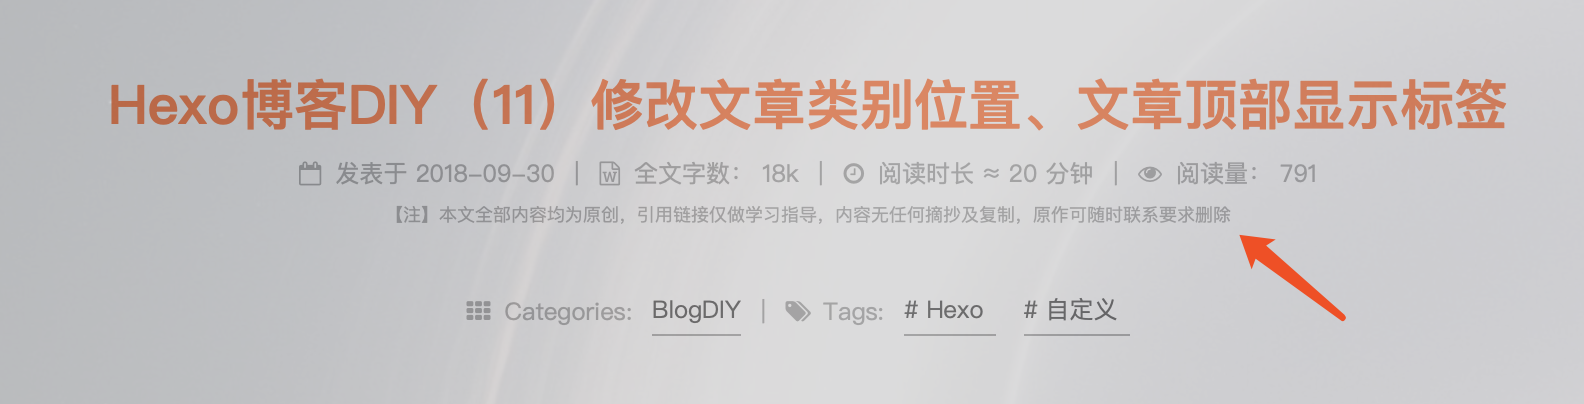 Hexo博客DIY（11）修改文章类别位置、文章顶部显示标签
发表于 2018-09-30 | 全文字数： 18k | 阅读时长 ≈ 20 分钟 | 阅读量： 791
【注】本文全部内容均为原创，引用链接仅做学习指导，内容无任何摘抄及复制，原作可随时联系要求删除
Categories: BlogDIY | Tags: # Hexo # 自定义